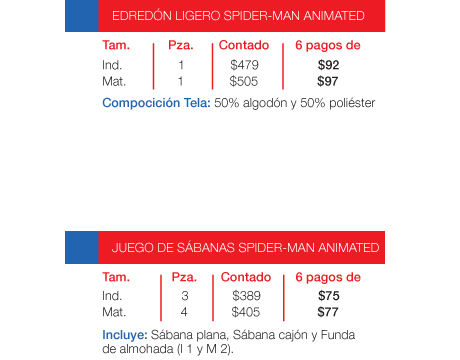 EDREDÓN LIGERO SPIDER-MAN ANIMATED
Tam. Pza. Contado 6 pagos de
Ind. 1 $479 $92
Mat. 1 $505 $97
Compocición Tela: 50% algodón y 50% poliéster
JUEGO DE SÁBANAS SPIDER-MAN ANIMATED
Tam. Pza. Contado 6 pagos de
Ind. 3 $389 $75
Mat. 4 $405 $77
Incluye: Sábana plana, Sábana cajón y Funda
de almohada (I 1 y M 2).